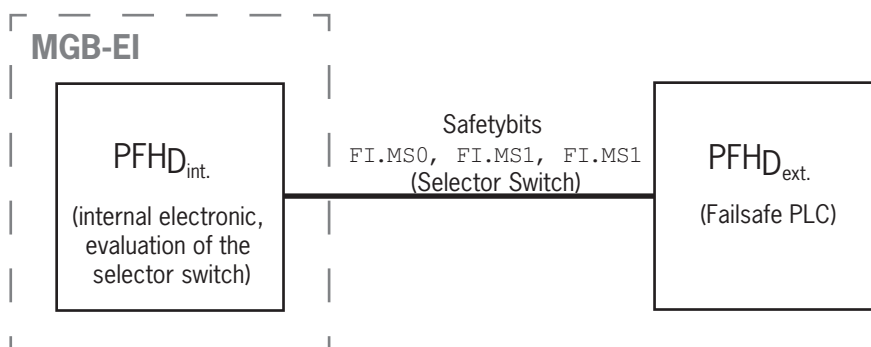 MGB-EI
PFHDint.
(internal electronic,
evaluation of the
selector switch)
Safetybits
FI.MS0, FI.MS1, FI.MS1
(Selector Switch)
PFHDext.
(Failsafe PLC)